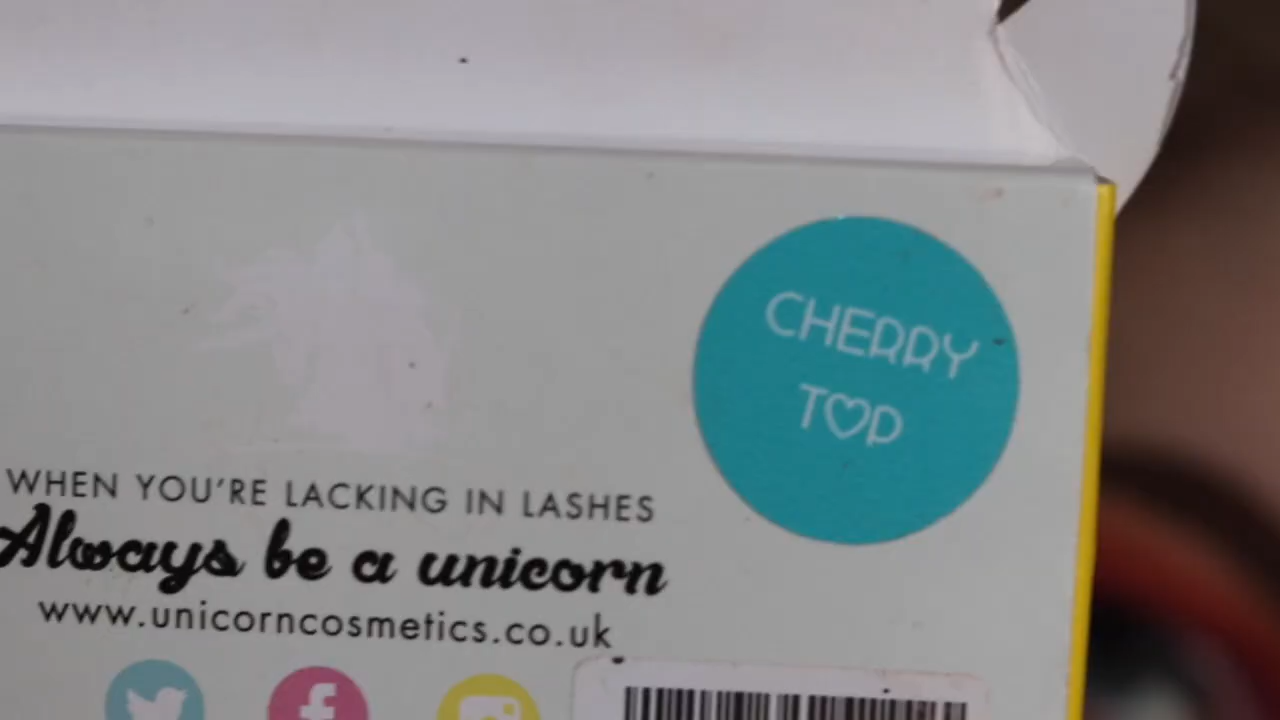 CHERRY
TOP
WHEN YOU'RE LACKING IN LASHES
Always be a unicorn
www.unicorncosmetics.co.uk